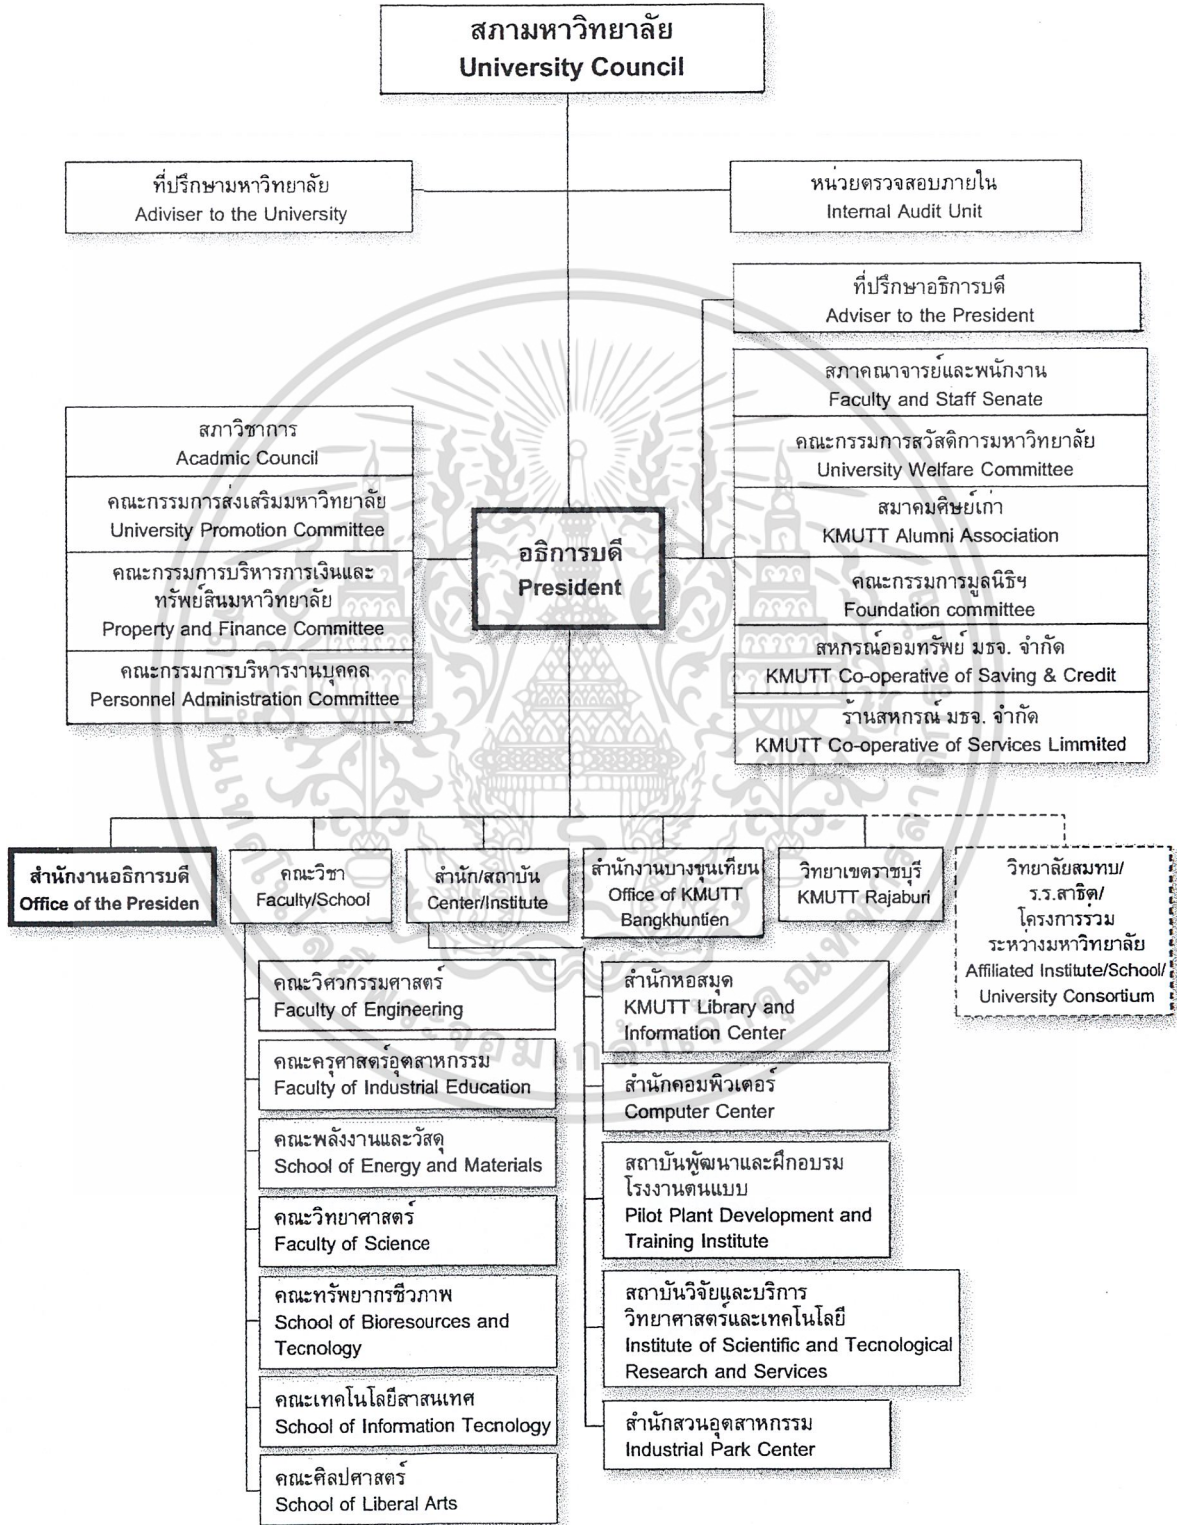 สภามหาวิทยาลัย
University Council
ที่ปรึกษามหาวิทยาลัย
Adiviser to the University
หน่วยตรวจสอบภายใน
Internal Audit Unit
ที่ปรึกษาอธิการบดี
Adviser to the President
สภาคณาจารย์และพนักงาน
Faculty and Staff Senate
คณะกรรมการสวัสดิการมหาวิทยาลัย
University Welfare Committee
สมาคมศิษย์เก่า
KMUTT Alumni Association
คณะกรรมการมูลนิธิฯ
Foundation committee
สหกรณ์ออมทรัพย์ มธจ. จำกัด
KMUTT Co-operative of Saving & Credit
ร้านสหกรณ์ มธจ. จำกัด
KMUTT Co-operative of Services Limmited
สภาวิชาการ
Acadmic Council
คณะกรรมการส่งเสริมมหาวิทยาลัย
University Promotion Committee
คณะกรรมการบริหารการเงินและ
ทรัพย์สินมหาวิทยาลัย
Property and Finance Committee
คณะกรรมการบริหารงานบุคคล
Personnel Administration Committee
อธิการบดี
President
สำนักงานอธิการบดี
Office of the Presiden
คณะวิชา
Faculty/School
สำนัก/สถาบัน
Center/Institute
สำนักงานบางขุนเทียน
Office of KMUTT
Bangkhuntien
วิทยาเขตราชบุรี
KMUTT Rajaburi
วิทยาลัยสมทบ/
ร.ร.สาธิต/
โครงการร่วม
ระหว่างมหาวิทยาลัย
Affiliated Institute/School/
University Consortium
คณะวิศวกรรมศาสตร์
Faculty of Engineering
คณะครุศาสตร์อุตสาหกรรม
Faculty of Industrial Education
คณะพลังงานและวัสดุ
School of Energy and Materials
คณะวิทยาศาสตร์
Faculty of Science
คณะทรัพยากรชีวภาพ
School of Bioresources and
Tecnology
คณะเทคโนโลยีสาสนเทศ
School of Information Tecnology
คณะศิลปศาสตร์
School of Liberal Arts
สำนักหอสมุด
KMUTT Library and
Information Center
สำนักคอมพิวเตอร์
Computer Center
สถาบันพัฒนาและฝึกอบรม
โรงงานต้นแบบ
Pilot Plant Development and
Training Institute
สถาบันวิจัยและบริการ
วิทยาศาสตร์และเทคโนโลยี
Institute of Scientific and Tecnological
Research and Services
สำนักสวนอุตสาหกรรม
Industrial Park Center